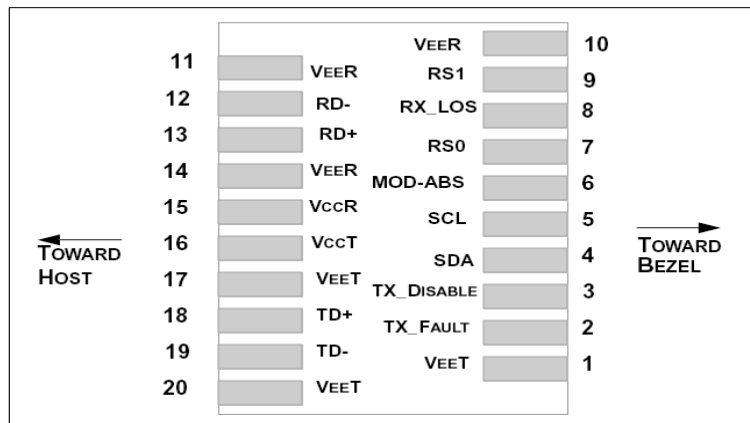 VEER 10
11 VEER
RS1 9
12 RD-
RX_LOS 8
13 RD+
RS0 7
14 VEER
MOD-ABS 6
15 VCCR
SCL 5
16 VCCT
TOWARD
HOST
SDA 4
TOWARD
BEZEL
17 VEET
TX_DISABLE 3
18 TD+
TX_FAULT 2
19 TD-
VEET 1
20 VEET